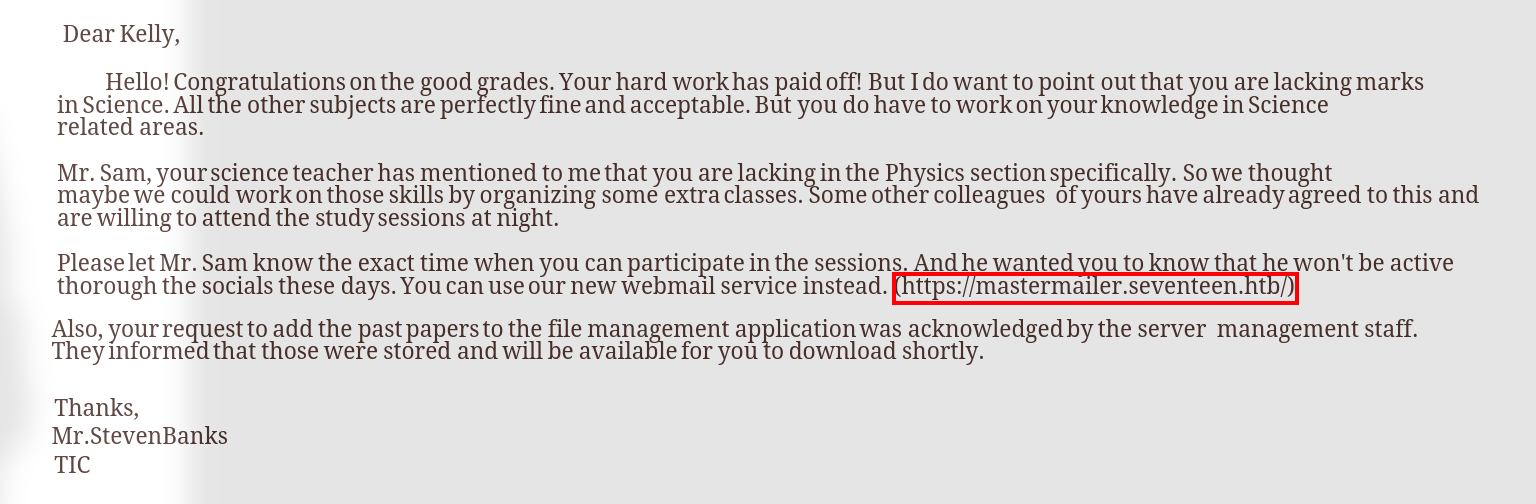 Dear Kelly,
Hello! Congratulations on the good grades. Your hard work has paid off! But I do want to point out that you are lacking marks
in Science. All the other subjects are perfectly fine and acceptable. But you do have to work on your knowledge in Science
related areas.
Mr. Sam, your science teacher has mentioned to me that you are lacking in the Physics section specifically. So we thought
maybe we could work on those skills by organizing some extra classes. Some other colleagues of yours have already agreed to this and
are willing to attend the study sessions at night.
Please let Mr. Sam know the exact time when you can participate in the sessions. And he wanted you to know that he won't be active
thorough the socials these days. You can use our new webmail service instead. (https://mastermailer.seventeen.htb/)
Also, your request to add the past papers to the file management application was acknowledged by the server management staff.
They informed that those were stored and will be available for you to download shortly.
Thanks,
Mr.StevenBanks
TIC